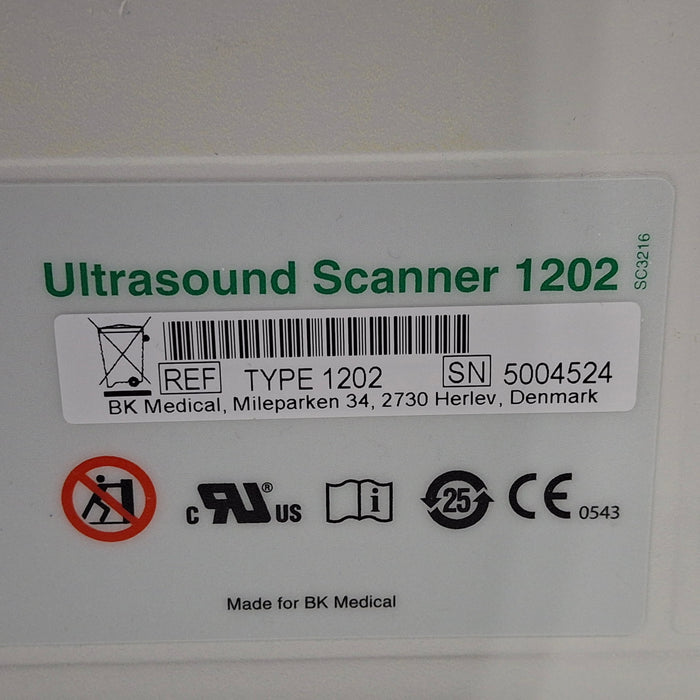 Ultrasound Scanner 1202
SC3216
REF TYPE 1202 SN 5004524
BK Medical, Mileparken 34, 2730 Herlev, Denmark
c RU® US i 25 CE 0543
Made for BK Medical